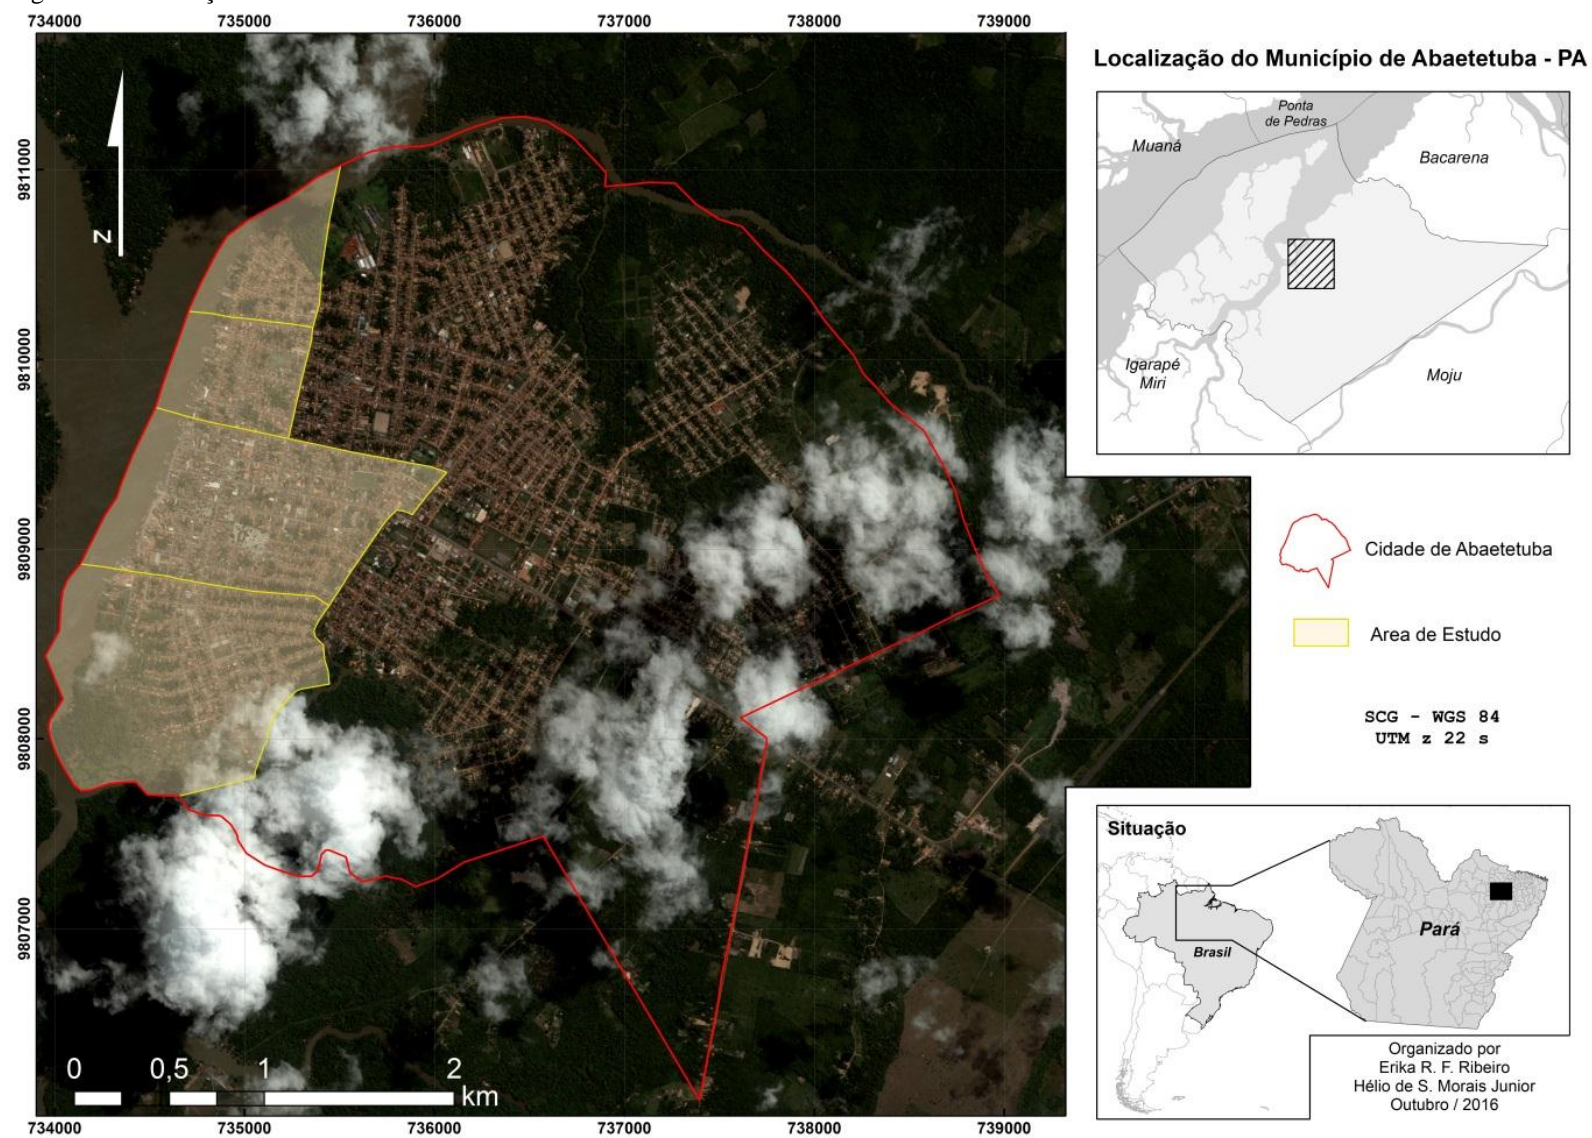 734000 735000 736000 737000 738000 739000
9811000
9810000
9809000
9808000
9807000
N
0 0,5 1 2
km
734000 735000 736000 737000 738000 739000
Localização do Município de Abaetetuba - PA
Ponta
de Pedras
Muaná
Bacarena
Igarapé
Miri
Moju
Cidade de Abaetetuba
Area de Estudo
SCG - WGS 84
UTM z 22 s
Situação
Brasil
Pará
Organizado por
Erika R. F. Ribeiro
Hélio de S. Morais Junior
Outubro / 2016